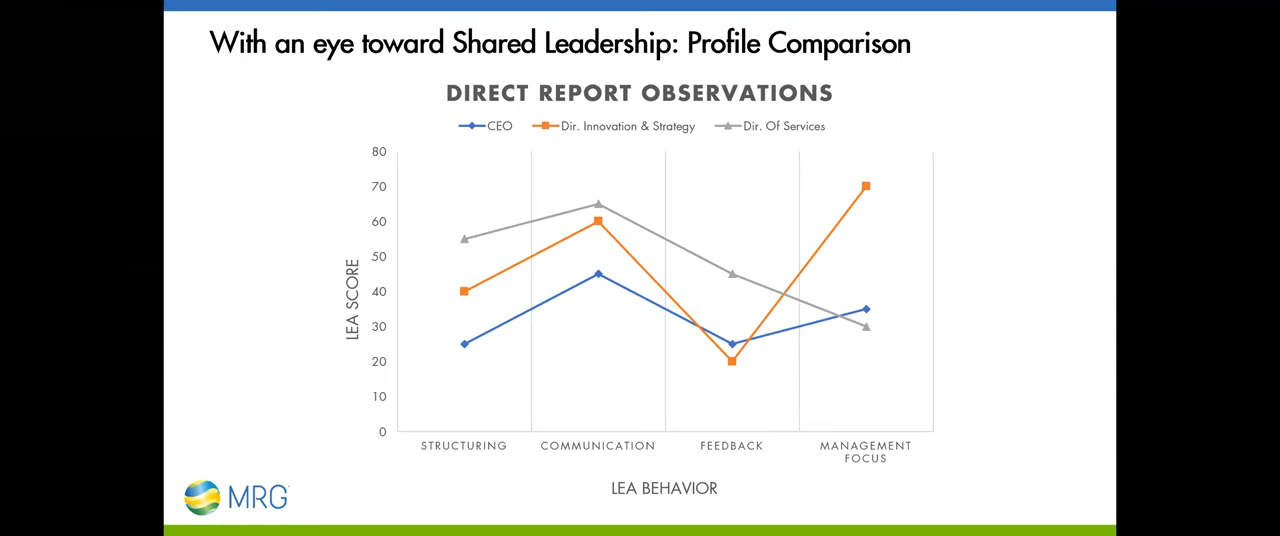 With an eye toward Shared Leadership: Profile Comparison
DIRECT REPORT OBSERVATIONS
CEO Dir. Innovation & Strategy Dir. Of Services
80
70
60
50
40
30
20
10
0
LEA SCORE
STRUCTURING COMMUNICATION FEEDBACK MANAGEMENT FOCUS
LEA BEHAVIOR
MRG